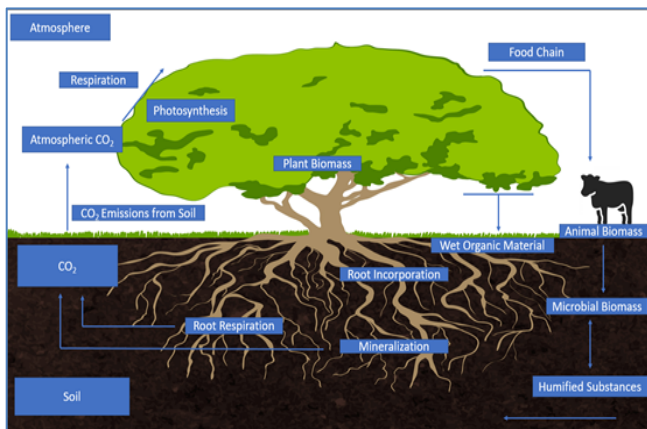 Atmosphere
Food Chain
Respiration
Photosynthesis
Atmospheric CO₂
Plant Biomass
CO₂ Emissions from Soil
Animal Biomass
Wet Organic Material
CO₂
Root Incorporation
Microbial Biomass
Root Respiration
Mineralization
Humified Substances
Soil